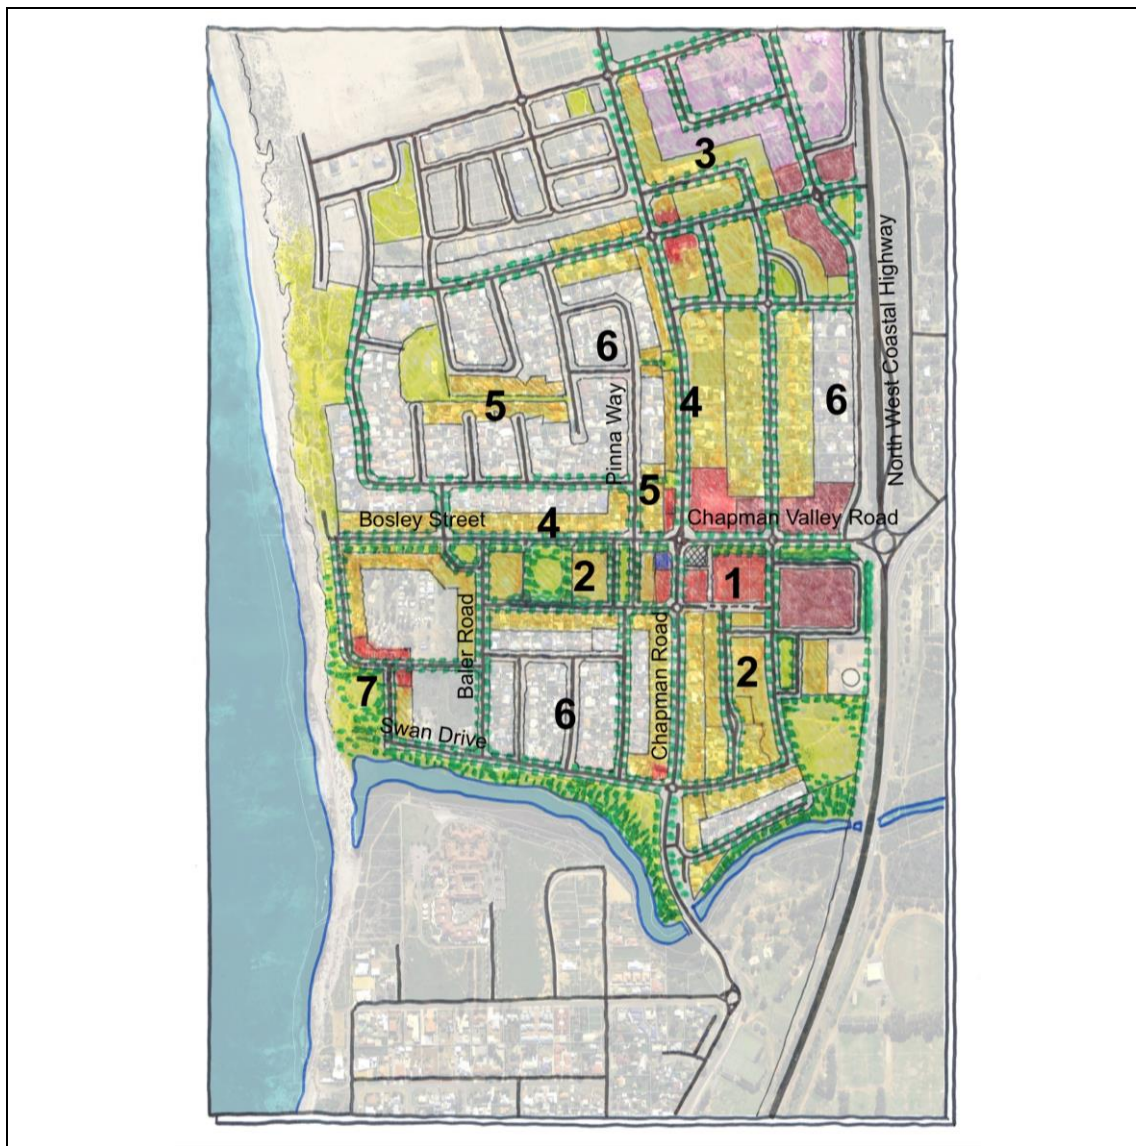 3
North West Coastal Highway
6
Pinna Way
5
4
6
5
Bosley Street
4
Chapman Valley Road
2
1
Baler Road
Chapman Road
2
7
6
Swan Drive